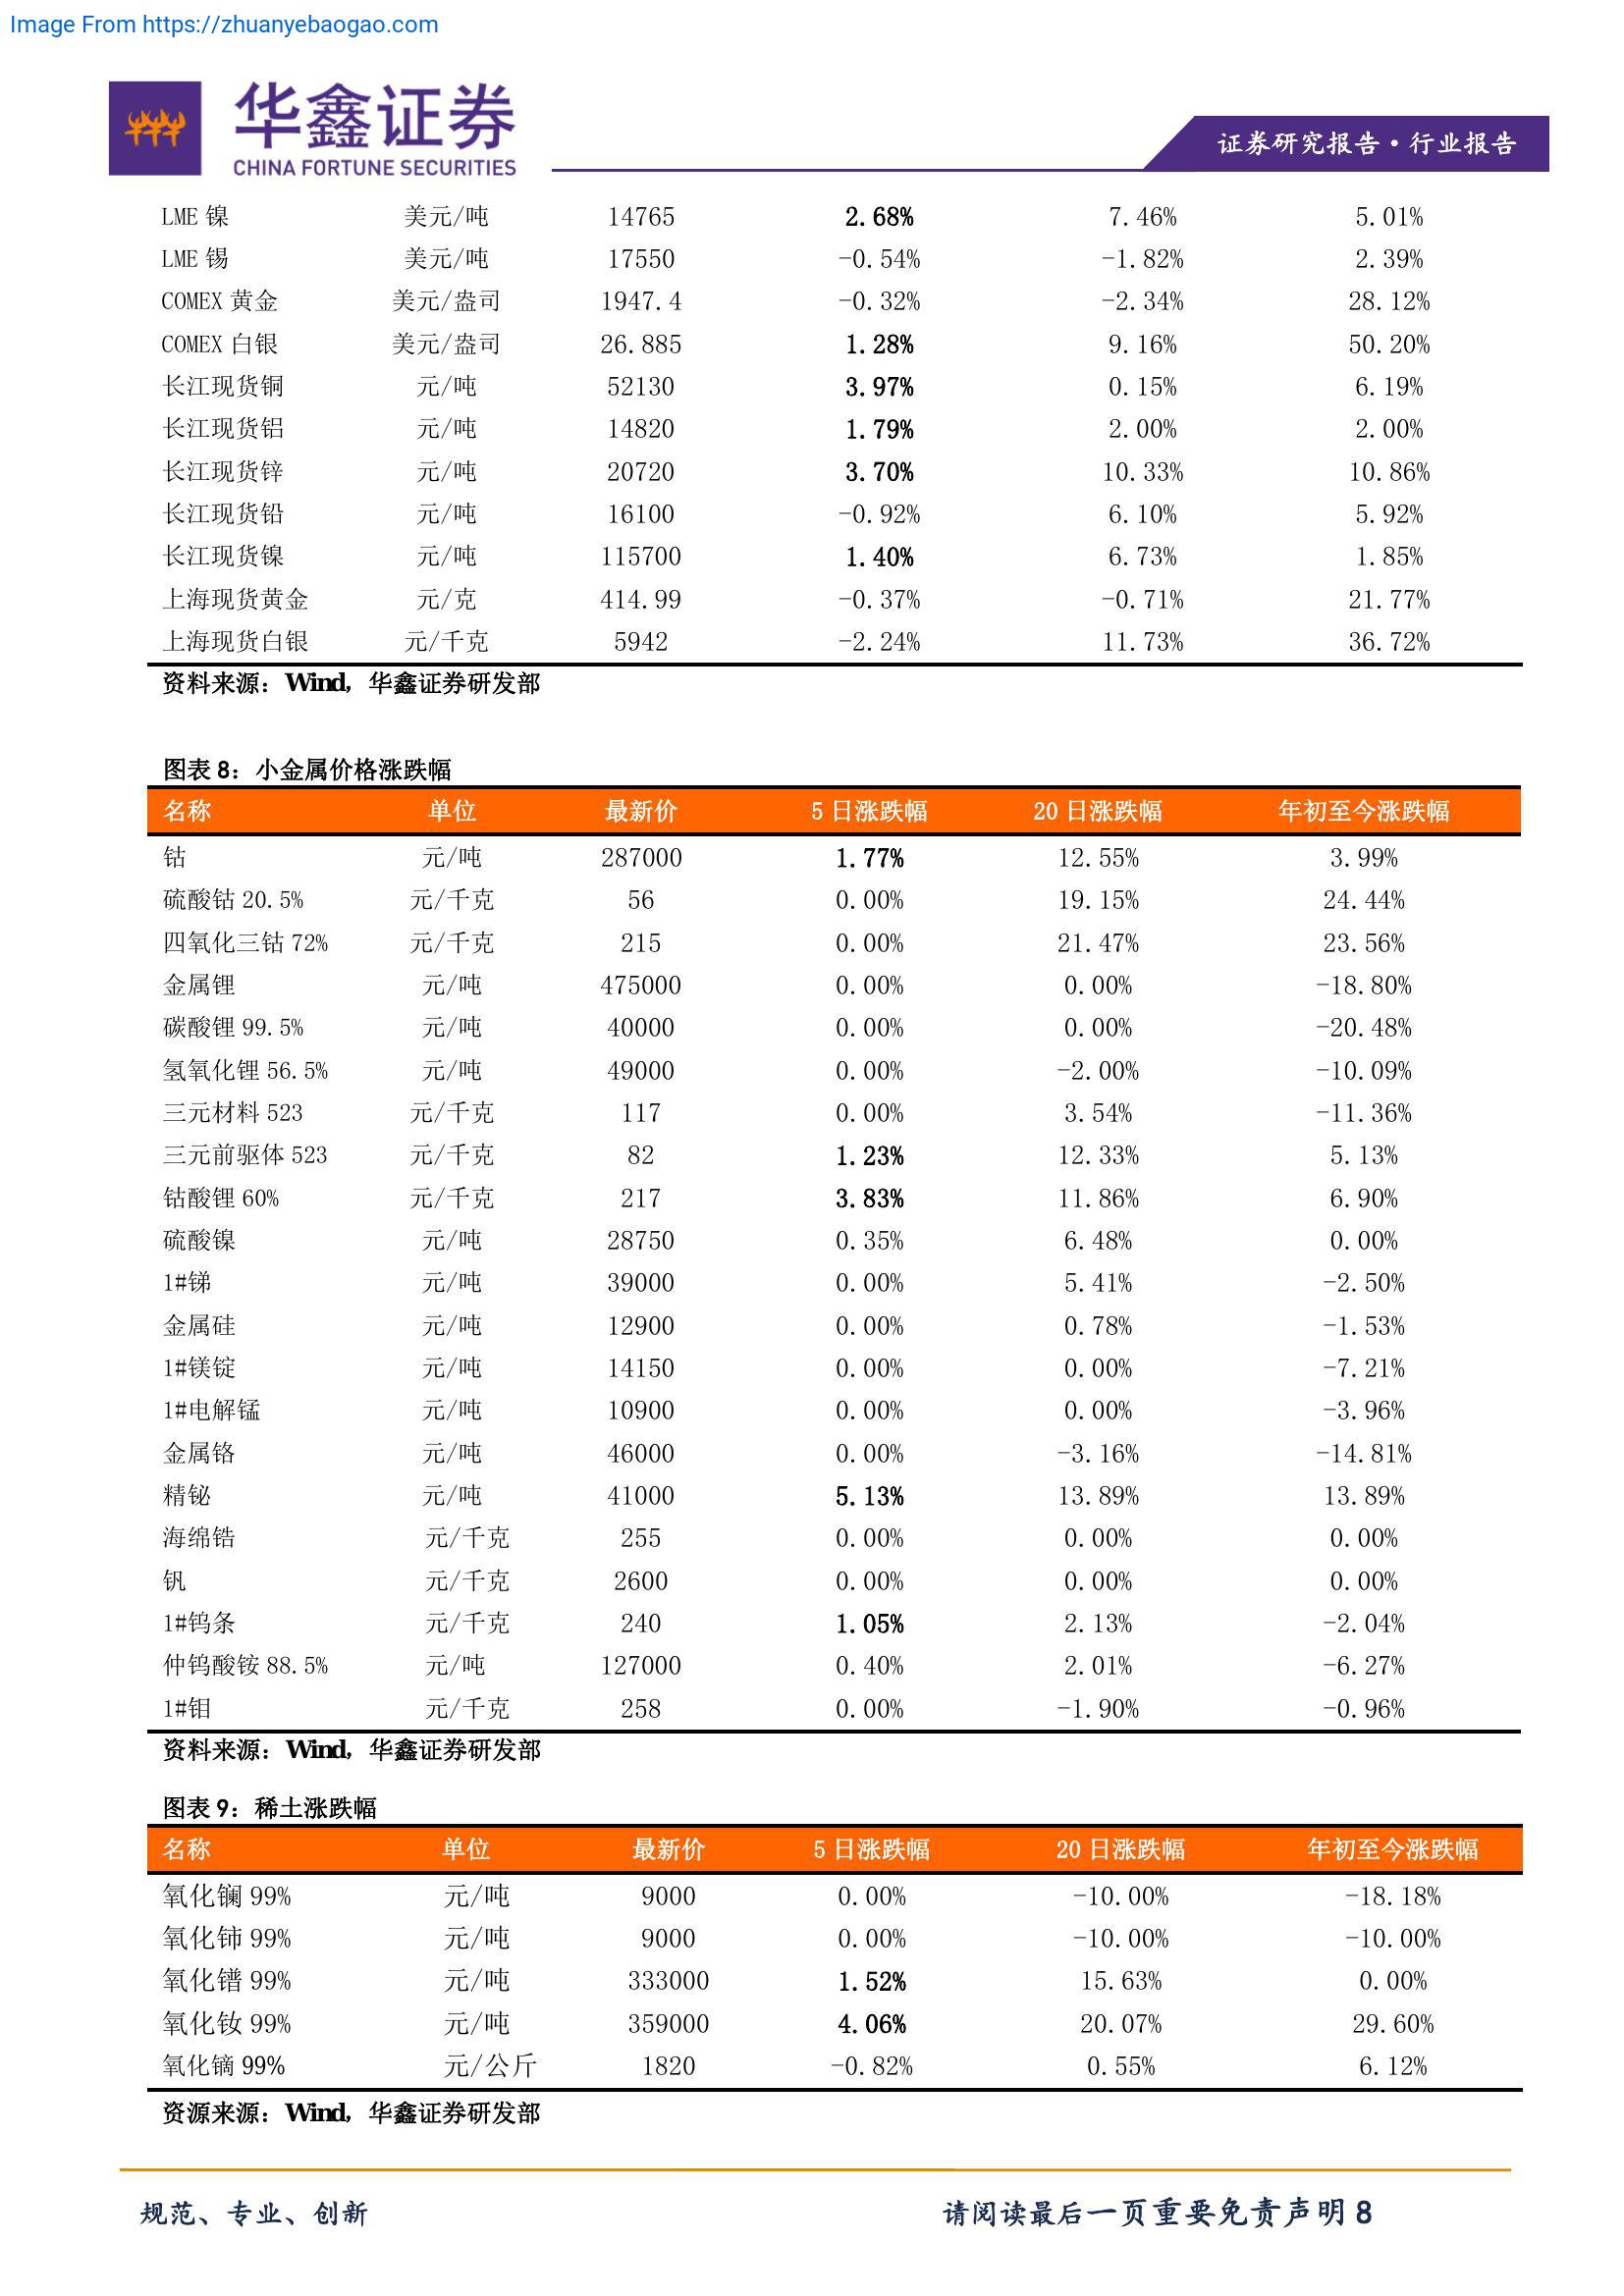 Image From https://zhuanyebaogao.com
华鑫证券
CHINA FORTUNE SECURITIES
证券研究报告·行业报告
LME 镍 美元/吨 14765 2.68% 7.46% 5.01%
LME 锡 美元/吨 17550 -0.54% -1.82% 2.39%
COMEX 黄金 美元/盎司 1947.4 -0.32% -2.34% 28.12%
COMEX 白银 美元/盎司 26.885 1.28% 9.16% 50.20%
长江现货铜 元/吨 52130 3.97% 0.15% 6.19%
长江现货铝 元/吨 14820 1.79% 2.00% 2.00%
长江现货锌 元/吨 20720 3.70% 10.33% 10.86%
长江现货铅 元/吨 16100 -0.92% 6.10% 5.92%
长江现货镍 元/吨 115700 1.40% 6.73% 1.85%
上海现货黄金 元/克 414.99 -0.37% -0.71% 21.77%
上海现货白银 元/千克 5942 -2.24% 11.73% 36.72%
资料来源：Wind，华鑫证券研发部
图表 8：小金属价格涨跌幅
名称 单位 最新价 5 日涨跌幅 20 日涨跌幅 年初至今涨跌幅
钴 元/吨 287000 1.77% 12.55% 3.99%
硫酸钴 20.5% 元/千克 56 0.00% 19.15% 24.44%
四氧化三钴 72% 元/千克 215 0.00% 21.47% 23.56%
金属锂 元/吨 475000 0.00% 0.00% -18.80%
碳酸锂 99.5% 元/吨 40000 0.00% 0.00% -20.48%
氢氧化锂 56.5% 元/吨 49000 0.00% -2.00% -10.09%
三元材料 523 元/千克 117 0.00% 3.54% -11.36%
三元前驱体 523 元/千克 82 1.23% 12.33% 5.13%
钴酸锂 60% 元/千克 217 3.83% 11.86% 6.90%
硫酸镍 元/吨 28750 0.35% 6.48% 0.00%
1#锑 元/吨 39000 0.00% 5.41% -2.50%
金属硅 元/吨 12900 0.00% 0.78% -1.53%
1#镁锭 元/吨 14150 0.00% 0.00% -7.21%
1#电解锰 元/吨 10900 0.00% 0.00% -3.96%
金属铬 元/吨 46000 0.00% -3.16% -14.81%
精铋 元/吨 41000 5.13% 13.89% 13.89%
海绵锆 元/千克 255 0.00% 0.00% 0.00%
钒 元/千克 2600 0.00% 0.00% 0.00%
1#钨条 元/千克 240 1.05% 2.13% -2.04%
仲钨酸铵 88.5% 元/吨 127000 0.40% 2.01% -6.27%
1#钼 元/千克 258 0.00% -1.90% -0.96%
资料来源：Wind，华鑫证券研发部
图表 9：稀土涨跌幅
名称 单位 最新价 5 日涨跌幅 20 日涨跌幅 年初至今涨跌幅
氧化镧 99% 元/吨 9000 0.00% -10.00% -18.18%
氧化铈 99% 元/吨 9000 0.00% -10.00% -10.00%
氧化镨 99% 元/吨 333000 1.52% 15.63% 0.00%
氧化钕 99% 元/吨 359000 4.06% 20.07% 29.60%
氧化镝 99% 元/公斤 1820 -0.82% 0.55% 6.12%
资源来源：Wind，华鑫证券研发部
规范、专业、创新 请阅读最后一页重要免责声明 8